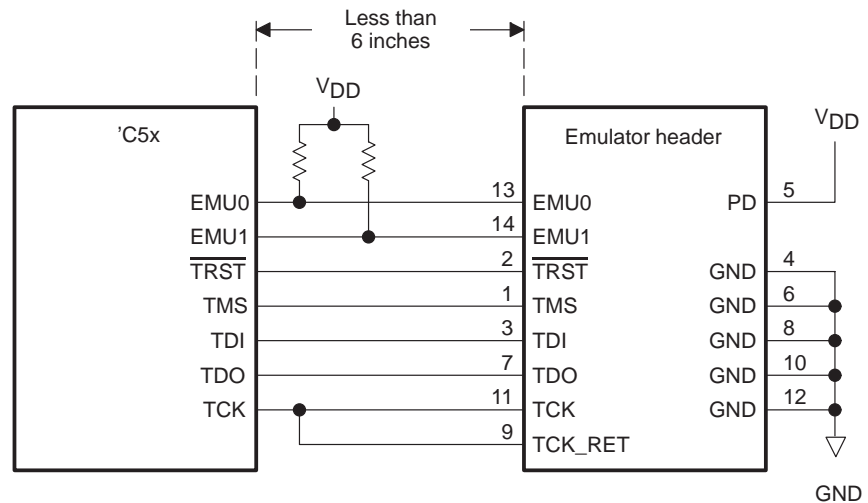 Less than
6 inches
VDD
'C5x
Emulator header
VDD
EMU0 13 EMU0 PD 5
EMU1 14 EMU1
TRST 2 TRST GND 4
TMS 1 TMS GND 6
TDI 3 TDI GND 8
TDO 7 TDO GND 10
TCK 11 TCK GND 12
9 TCK_RET
GND